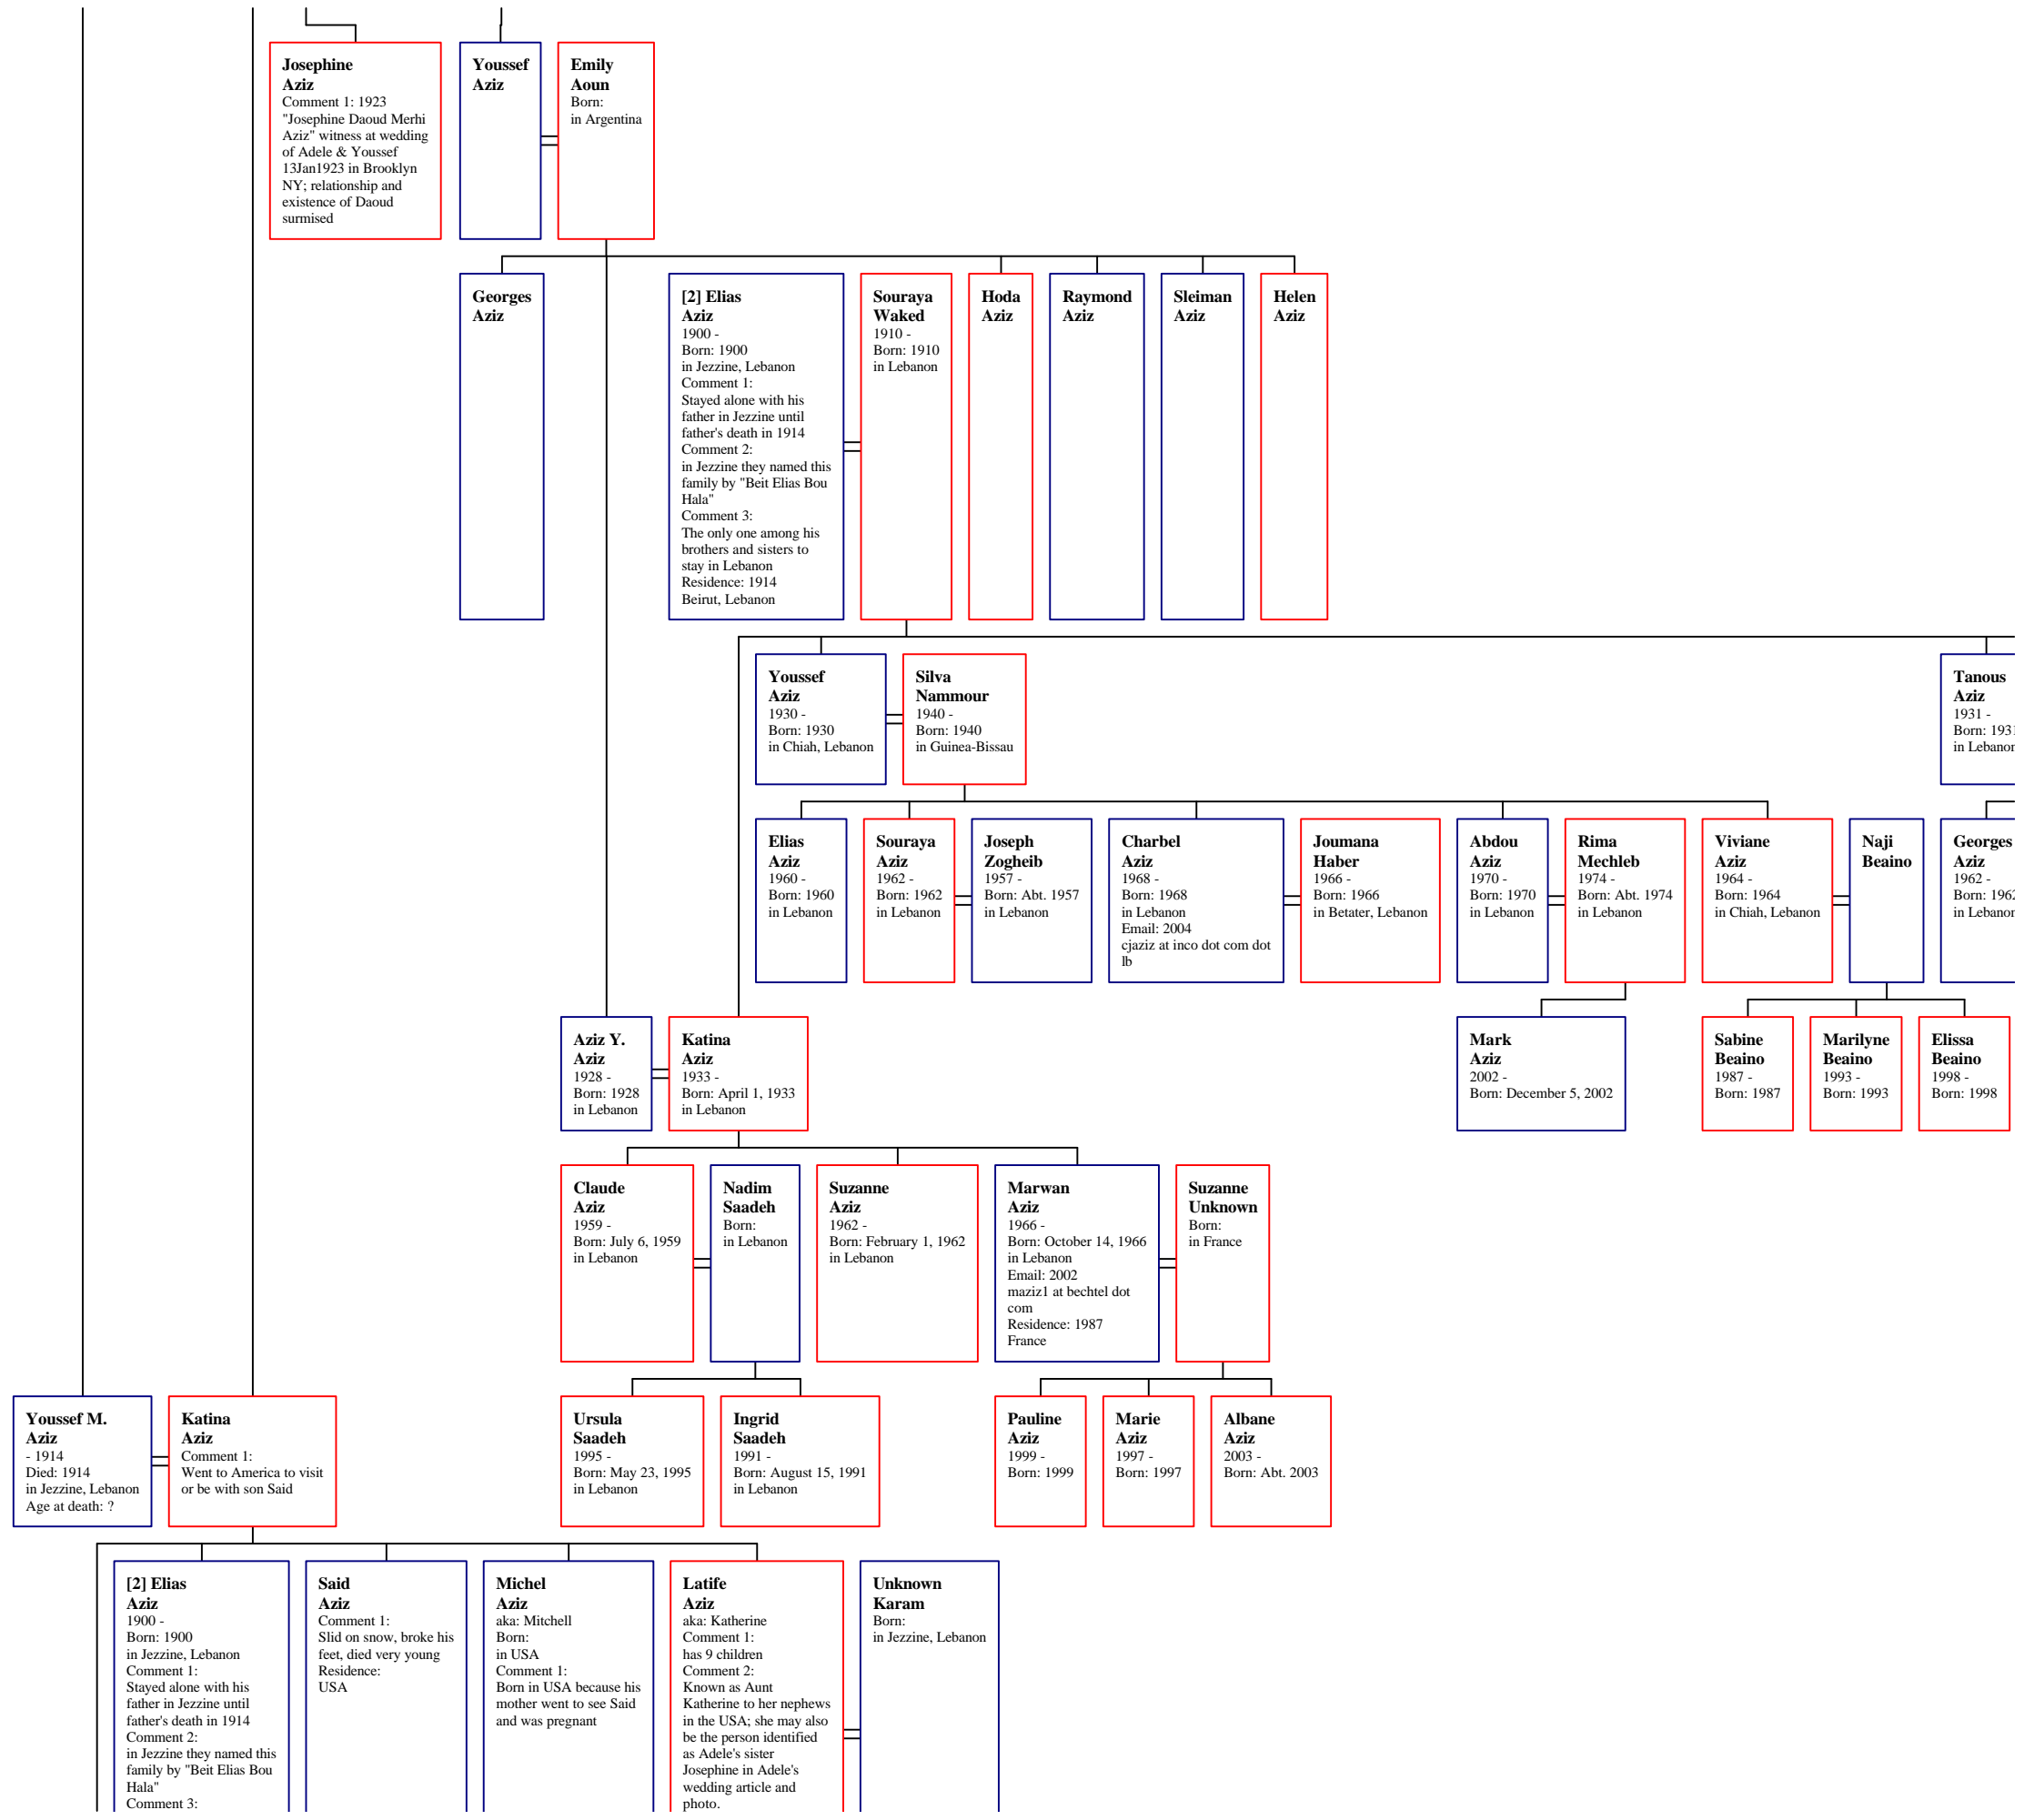 Josephine
Aziz
Comment 1: 1923
"Josephine Daoud Merhi
Aziz" witness at wedding
of Adele & Youssef
13Jan1923 in Brooklyn
NY; relationship and
existence of Daoud
surmised
Youssef
Aziz
Emily
Aoun
Born:
in Argentina
Georges
Aziz
[2] Elias
Aziz
1900 -
Born: 1900
in Jezzine, Lebanon
Comment 1:
Stayed alone with his
father in Jezzine until
father's death in 1914
Comment 2:
in Jezzine they named this
family by "Beit Elias Bou
Hala"
Comment 3:
The only one among his
brothers and sisters to
stay in Lebanon
Residence: 1914
Beirut, Lebanon
Souraya
Waked
1910 -
Born: 1910
in Lebanon
Hoda
Aziz
Raymond
Aziz
Sleiman
Aziz
Helen
Aziz
Youssef
Aziz
1930 -
Born: 1930
in Chiah, Lebanon
Silva
Nammour
1940 -
Born: 1940
in Guinea-Bissau
Tanous
Aziz
1931 -
Born: 1931
in Lebanon
Elias
Aziz
1960 -
Born: 1960
in Lebanon
Souraya
Aziz
1962 -
Born: 1962
in Lebanon
Joseph
Zogheib
1957 -
Born: Abt. 1957
in Lebanon
Charbel
Aziz
1968 -
Born: 1968
in Lebanon
Email: 2004
cjaziz at inco dot com dot
lb
Joumana
Haber
1966 -
Born: 1966
in Betater, Lebanon
Abdou
Aziz
1970 -
Born: 1970
in Lebanon
Rima
Mechleb
1974 -
Born: Abt. 1974
in Lebanon
Viviane
Aziz
1964 -
Born: 1964
in Chiah, Lebanon
Naji
Beaino
Georges
Aziz
1962 -
Born: 1962
in Lebanon
Aziz Y.
Aziz
1928 -
Born: 1928
in Lebanon
Katina
Aziz
1933 -
Born: April 1, 1933
in Lebanon
Mark
Aziz
2002 -
Born: December 5, 2002
Sabine
Beaino
1987 -
Born: 1987
Marilyne
Beaino
1993 -
Born: 1993
Elissa
Beaino
1998 -
Born: 1998
Claude
Aziz
1959 -
Born: July 6, 1959
in Lebanon
Nadim
Saadeh
Born:
in Lebanon
Suzanne
Aziz
1962 -
Born: February 1, 1962
in Lebanon
Marwan
Aziz
1966 -
Born: October 14, 1966
in Lebanon
Email: 2002
maziz1 at bechtel dot
com
Residence: 1987
France
Suzanne
Unknown
Born:
in France
Youssef M.
Aziz
- 1914
Died: 1914
in Jezzine, Lebanon
Age at death: ?
Katina
Aziz
Comment 1:
Went to America to visit
or be with son Said
Ursula
Saadeh
1995 -
Born: May 23, 1995
in Lebanon
Ingrid
Saadeh
1991 -
Born: August 15, 1991
in Lebanon
Pauline
Aziz
1999 -
Born: 1999
Marie
Aziz
1997 -
Born: 1997
Albane
Aziz
2003 -
Born: Abt. 2003
[2] Elias
Aziz
1900 -
Born: 1900
in Jezzine, Lebanon
Comment 1:
Stayed alone with his
father in Jezzine until
father's death in 1914
Comment 2:
in Jezzine they named this
family by "Beit Elias Bou
Hala"
Comment 3:
Said
Aziz
Comment 1:
Slid on snow, broke his
feet, died very young
Residence:
USA
Michel
Aziz
aka: Mitchell
Born:
in USA
Comment 1:
Born in USA because his
mother went to see Said
and was pregnant
Latife
Aziz
aka: Katherine
Comment 1:
has 9 children
Comment 2:
Known as Aunt
Katherine to her nephews
in the USA; she may also
be the person identified
as Adele's sister
Josephine in Adele's
wedding article and
photo.
Unknown
Karam
Born:
in Jezzine, Lebanon